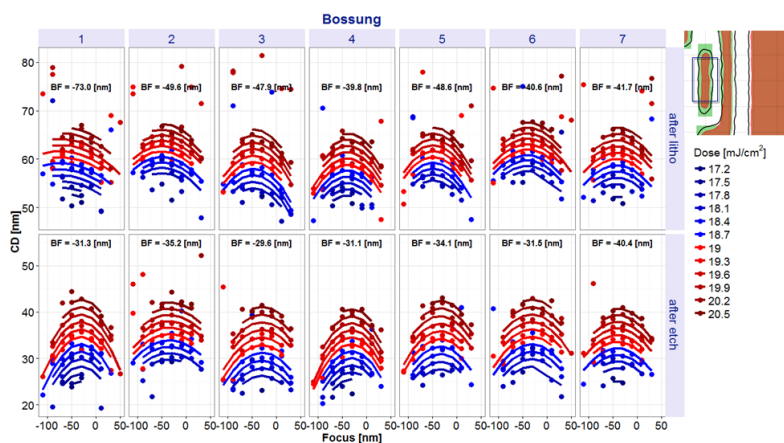 Bossung
1 2 3 4 5 6 7
80
70
60
50
BF = -73.0 [nm] BF = -49.6 [nm] BF = -47.9 [nm] BF = -39.8 [nm] BF = -48.6 [nm] BF = -40.6 [nm] BF = -41.7 [nm]
after litho
CD [nm]
50
40
30
20
BF = -31.3 [nm] BF = -35.2 [nm] BF = -29.6 [nm] BF = -31.1 [nm] BF = -34.1 [nm] BF = -31.5 [nm] BF = -40.4 [nm]
after etch
-100 -50 0 50 -100 -50 0 50 -100 -50 0 50 -100 -50 0 50 -100 -50 0 50 -100 -50 0 50 -100 -50 0 50
Focus [nm]
Dose [mJ/cm²]
17.2
17.5
17.8
18.1
18.4
18.7
19
19.3
19.6
19.9
20.2
20.5